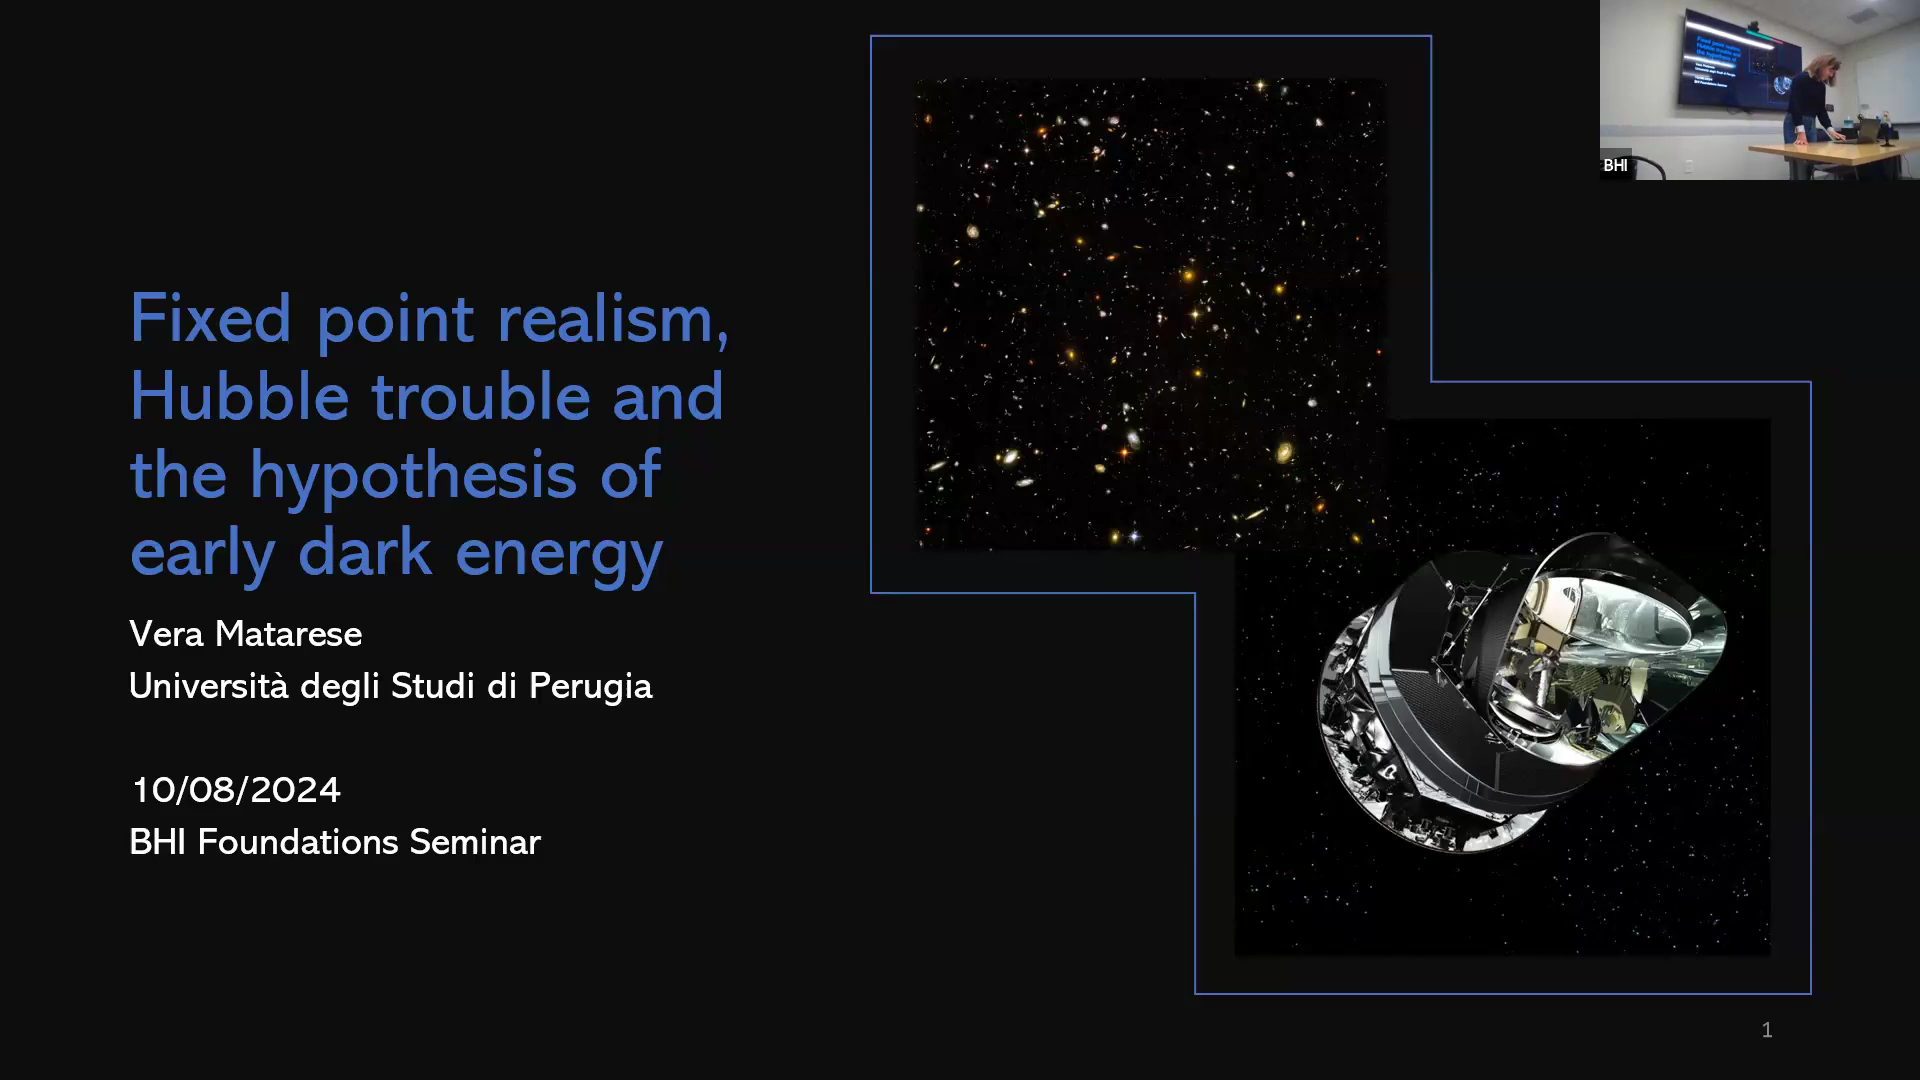 Fixed point realism,
Hubble trouble and
the hypothesis of
early dark energy
Vera Matarese
Università degli Studi di Perugia
10/08/2024
BHI Foundations Seminar
BHI
1